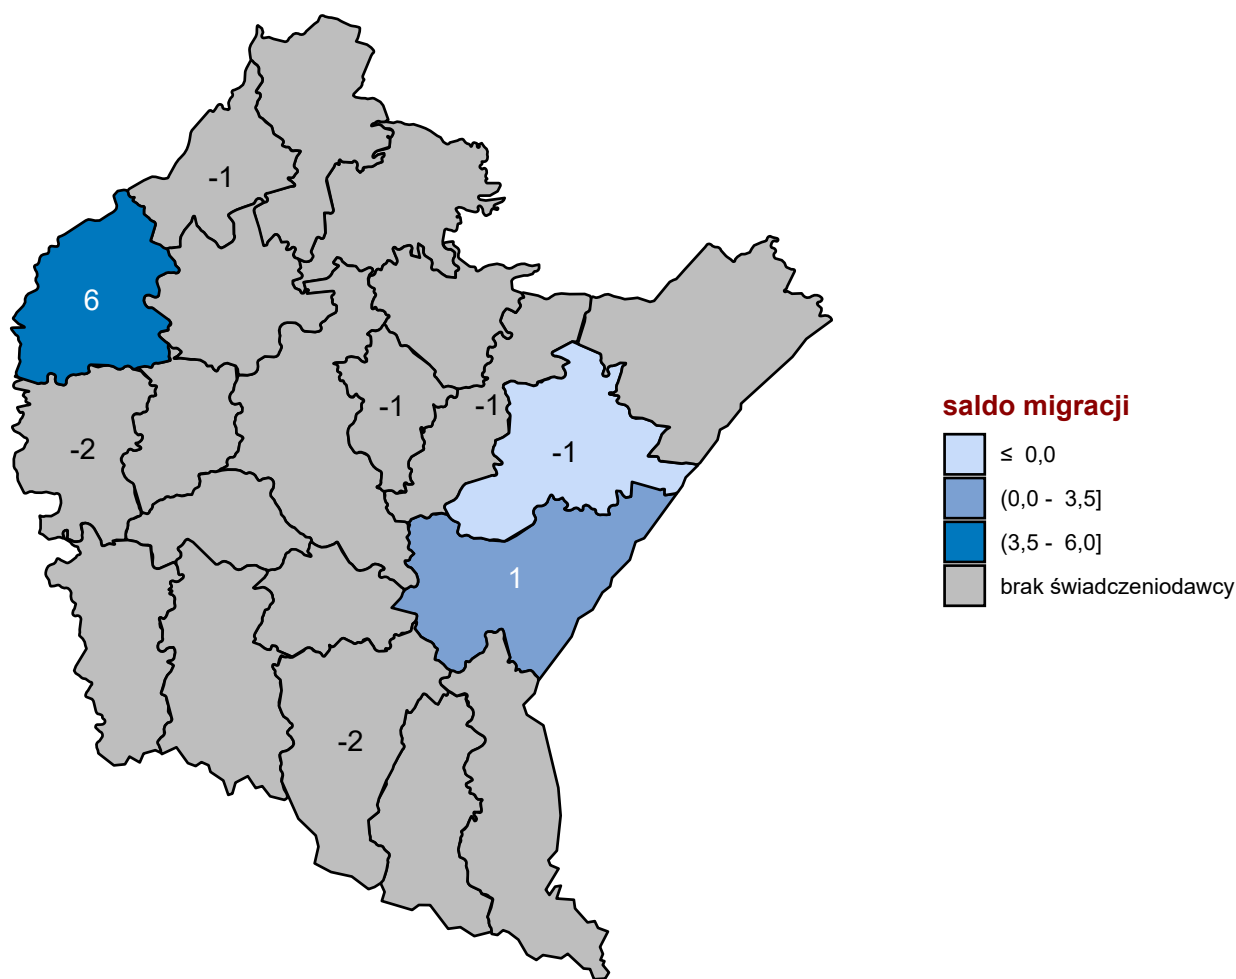 -1
6
-1
-1
-2
-1
1
-2
saldo migracji
≤ 0,0
(0,0 - 3,5]
(3,5 - 6,0]
brak świadczeniodawcy